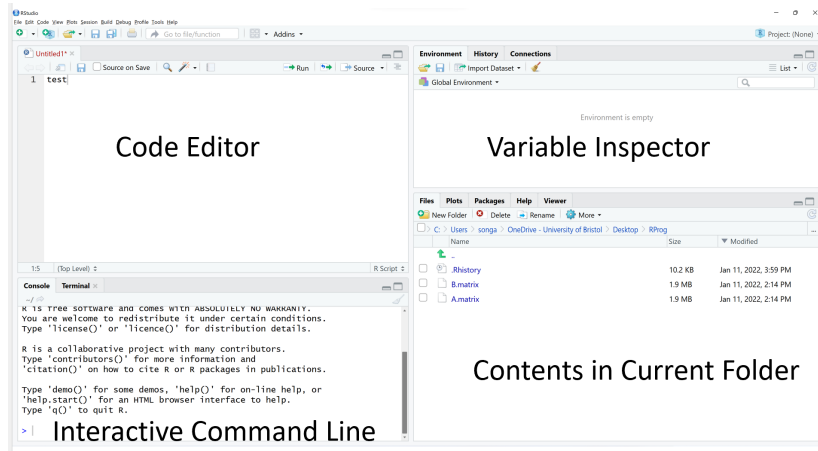 RStudio
File Edit Code View Plots Session Build Debug Profile Tools Help
Go to file/function Addins Project: (None)
Untitled1*
Source on Save Run Source
1 test
Code Editor
1:5 (Top Level) R Script
Console Terminal
~/
R is free software and comes with ABSOLUTELY NO WARRANTY.
You are welcome to redistribute it under certain conditions.
Type 'license()' or 'licence()' for distribution details.
R is a collaborative project with many contributors.
Type 'contributors()' for more information and
'citation()' on how to cite R or R packages in publications.
Type 'demo()' for some demos, 'help()' for on-line help, or
'help.start()' for an HTML browser interface to help.
Type 'q()' to quit R.
>
Interactive Command Line
Environment History Connections
Import Dataset List
Global Environment
Environment is empty
Variable Inspector
Files Plots Packages Help Viewer
New Folder Delete Rename More
C: > Users > songa > OneDrive - University of Bristol > Desktop > RProg ...
Name Size Modified
..
.Rhistory 10.2 KB Jan 11, 2022, 3:59 PM
B.matrix 1.9 MB Jan 11, 2022, 2:14 PM
A.matrix 1.9 MB Jan 11, 2022, 2:14 PM
Contents in Current Folder